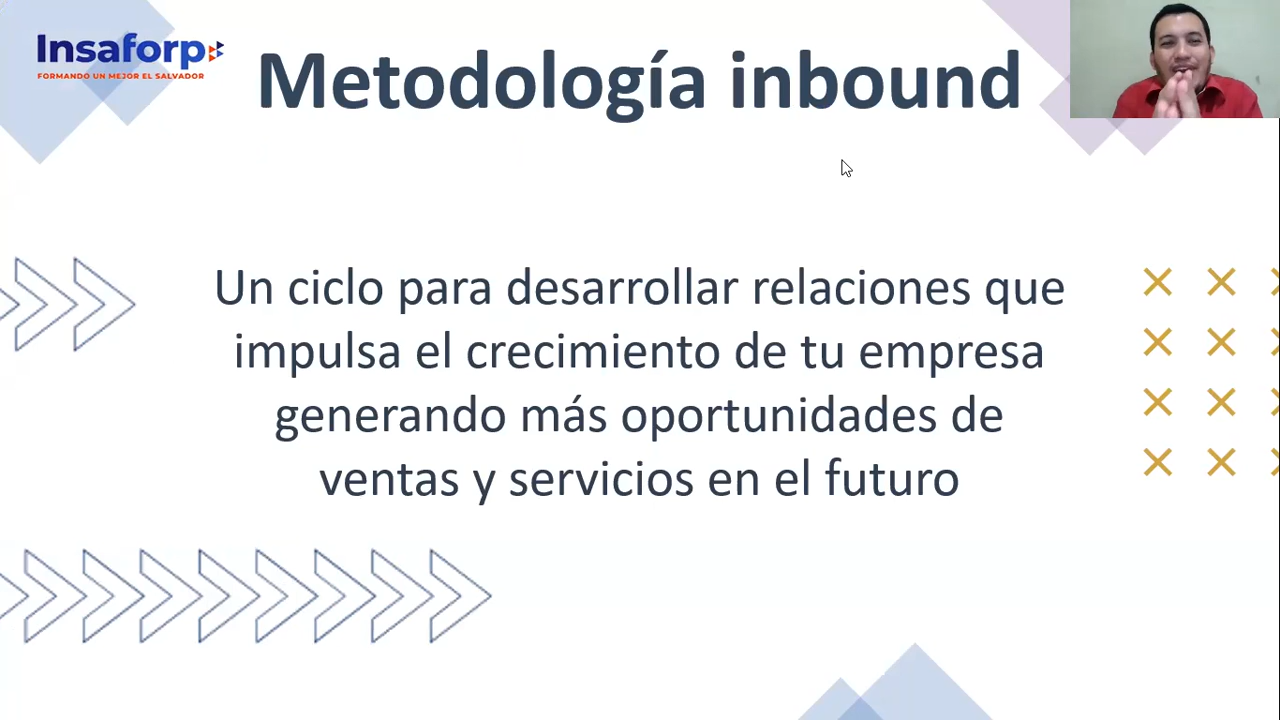 Insaforp
FORMANDO UN MEJOR EL SALVADOR
Metodología inbound
Un ciclo para desarrollar relaciones que
impulsa el crecimiento de tu empresa
generando más oportunidades de
ventas y servicios en el futuro